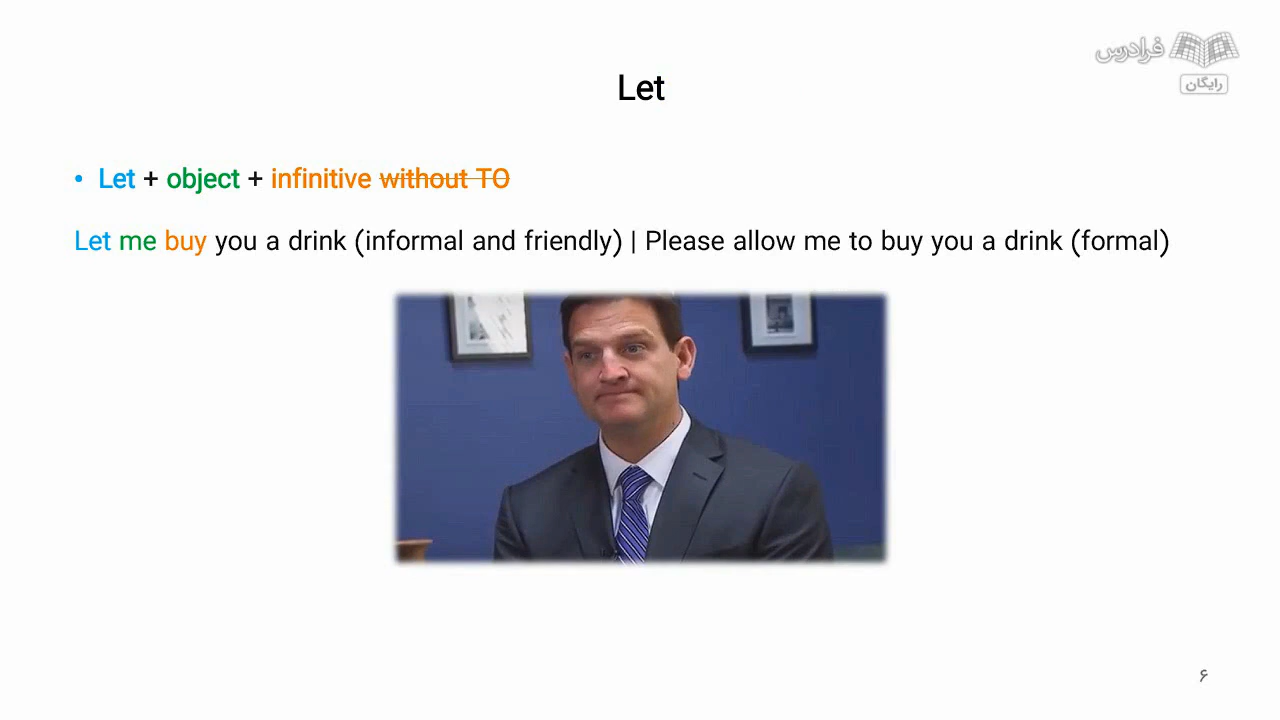 فرادرس
رایگان
Let
• Let + object + infinitive without TO
Let me buy you a drink (informal and friendly) | Please allow me to buy you a drink (formal)
۶